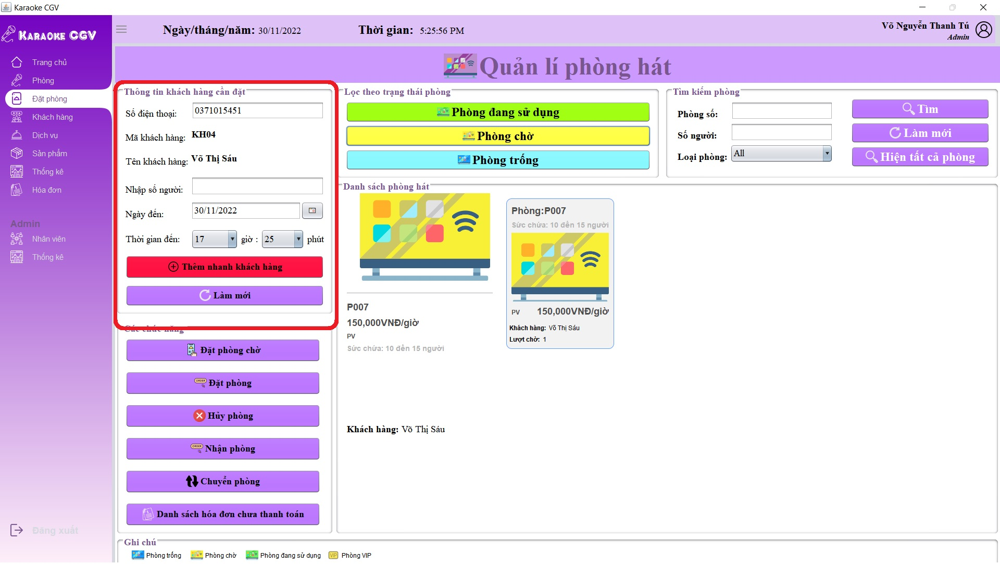 Karaoke CGV
KARAOKE CGV
Trang chủ
Phòng
Đặt phòng
Khách hàng
Dịch vụ
Sản phẩm
Thống kê
Hóa đơn
Admin
Nhân viên
Thống kê
Đăng xuất
Ngày/tháng/năm: 30/11/2022
Thời gian: 5:25:56 PM
Võ Nguyễn Thanh Tú
Admin
Quản lí phòng hát
Thông tin khách hàng cần đặt
Số điện thoại: 0371015451
Mã khách hàng: KH04
Tên khách hàng: Võ Thị Sáu
Nhập số người:
Ngày đến: 30/11/2022
Thời gian đến: 17 giờ : 25 phút
Thêm nhanh khách hàng
Làm mới
Các chức năng
Đặt phòng chờ
ORDER Đặt phòng
Hủy phòng
ORDER Nhận phòng
Chuyển phòng
Danh sách hóa đơn chưa thanh toán
Lọc theo trạng thái phòng
Phòng đang sử dụng
Phòng chờ
Phòng trống
Tìm kiếm phòng
Phòng số:
Số người:
Loại phòng: All
Tìm
Làm mới
Hiện tất cả phòng
Danh sách phòng hát
P007
150,000VNĐ/giờ
PV
Sức chứa: 10 đến 15 người
Khách hàng: Võ Thị Sáu
Phòng:P007
Sức chứa: 10 đến 15 người
PV 150,000VNĐ/giờ
Khách hàng: Võ Thị Sáu
Lượt chờ: 1
Ghi chú
Phòng trống Phòng chờ Phòng đang sử dụng VIP Phòng VIP